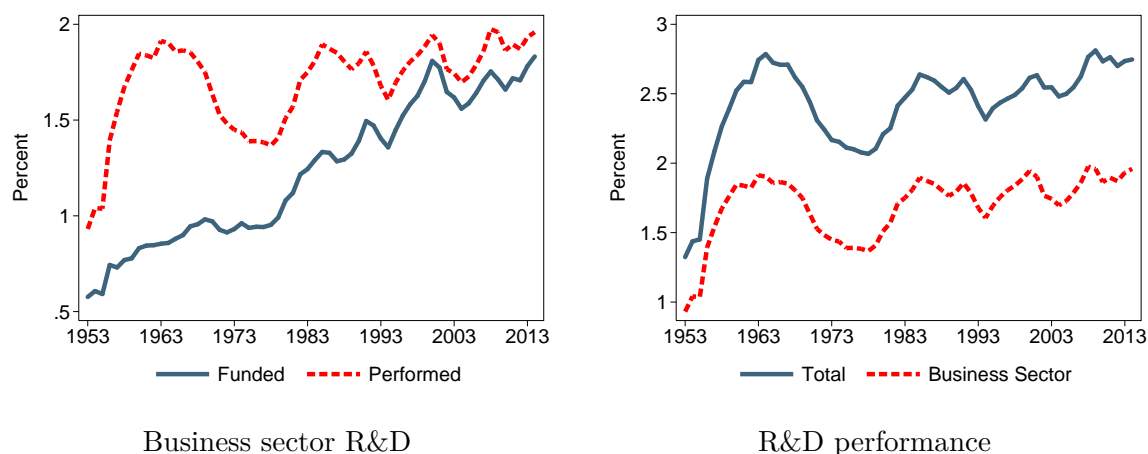 Percent
2
1.5
1
.5
1953 1963 1973 1983 1993 2003 2013
Funded Performed
Business sector R&D
Percent
3
2.5
2
1.5
1
1953 1963 1973 1983 1993 2003 2013
Total Business Sector
R&D performance